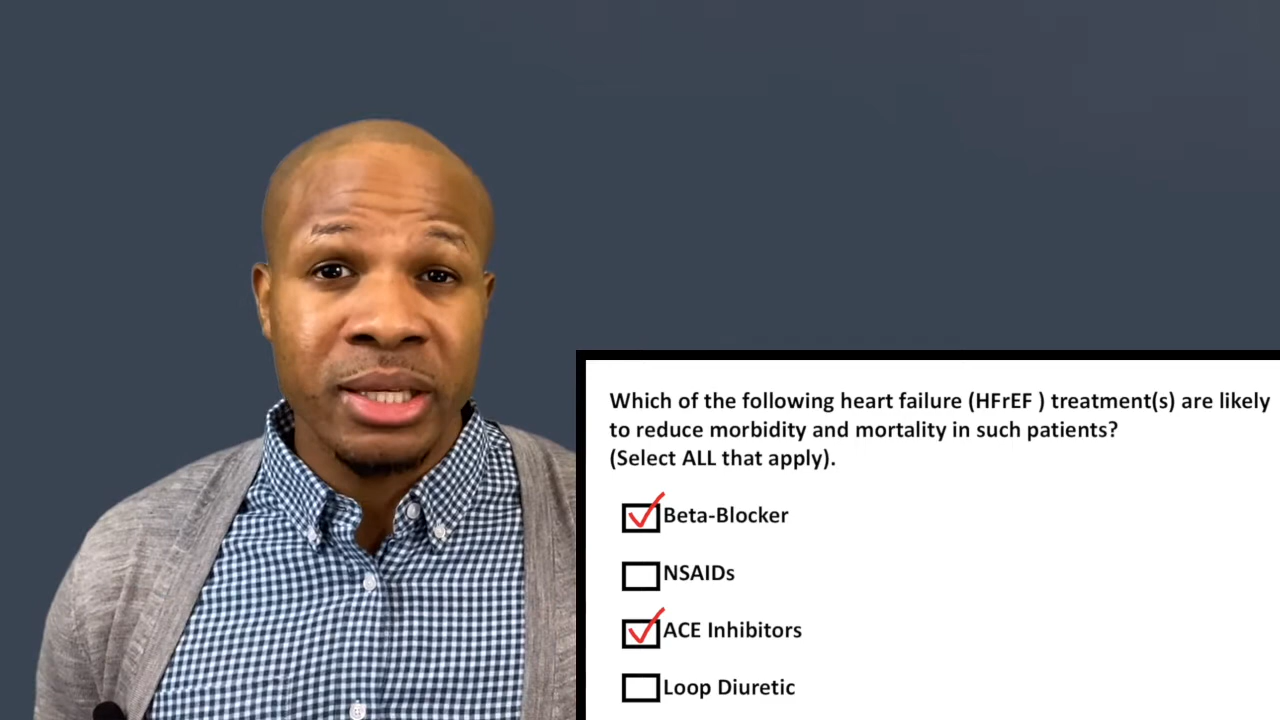 Which of the following heart failure (HFrEF ) treatment(s) are likely
to reduce morbidity and mortality in such patients?
(Select ALL that apply).
Beta-Blocker
NSAIDs
ACE Inhibitors
Loop Diuretic